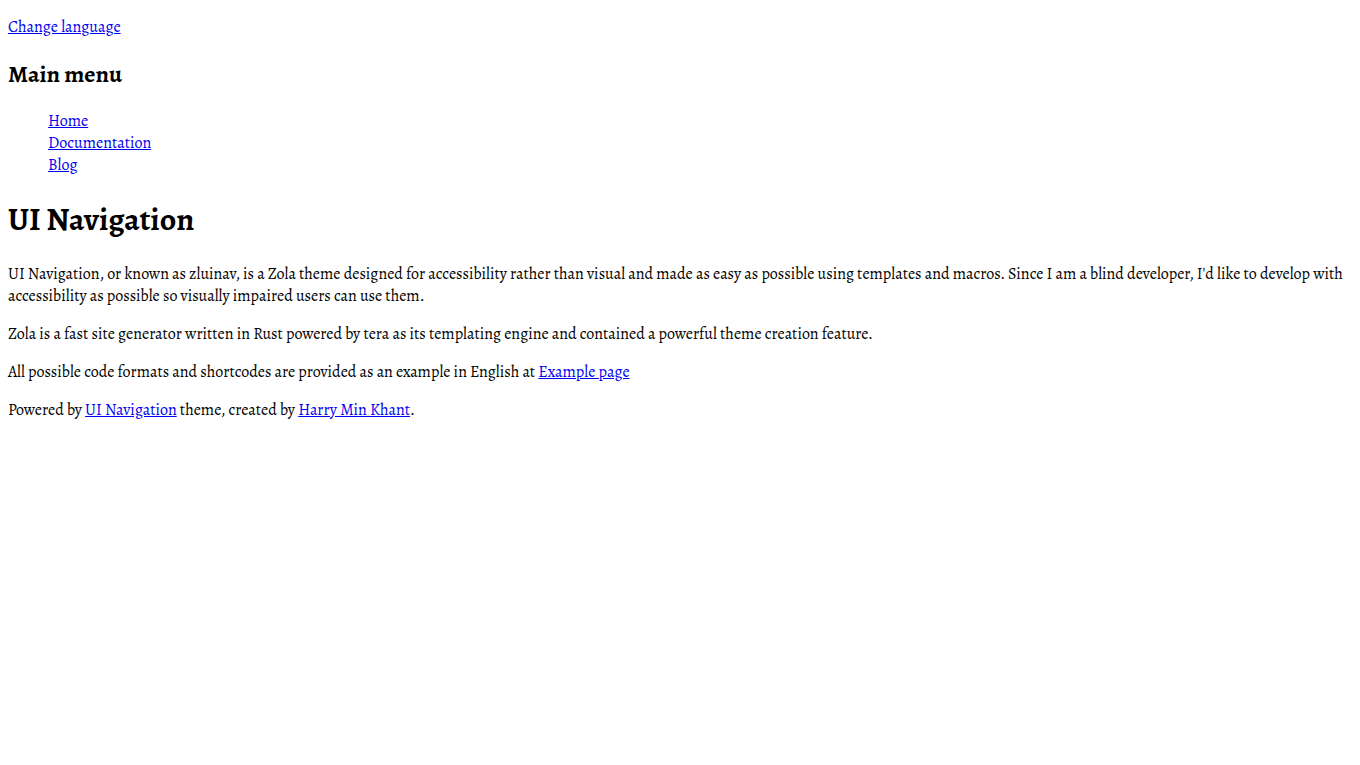 Change language
Main menu
Home
Documentation
Blog
UI Navigation
UI Navigation, or known as zluinav, is a Zola theme designed for accessibility rather than visual and made as easy as possible using templates and macros. Since I am a blind developer, I'd like to develop with
accessibility as possible so visually impaired users can use them.
Zola is a fast site generator written in Rust powered by tera as its templating engine and contained a powerful theme creation feature.
All possible code formats and shortcodes are provided as an example in English at Example page
Powered by UI Navigation theme, created by Harry Min Khant.